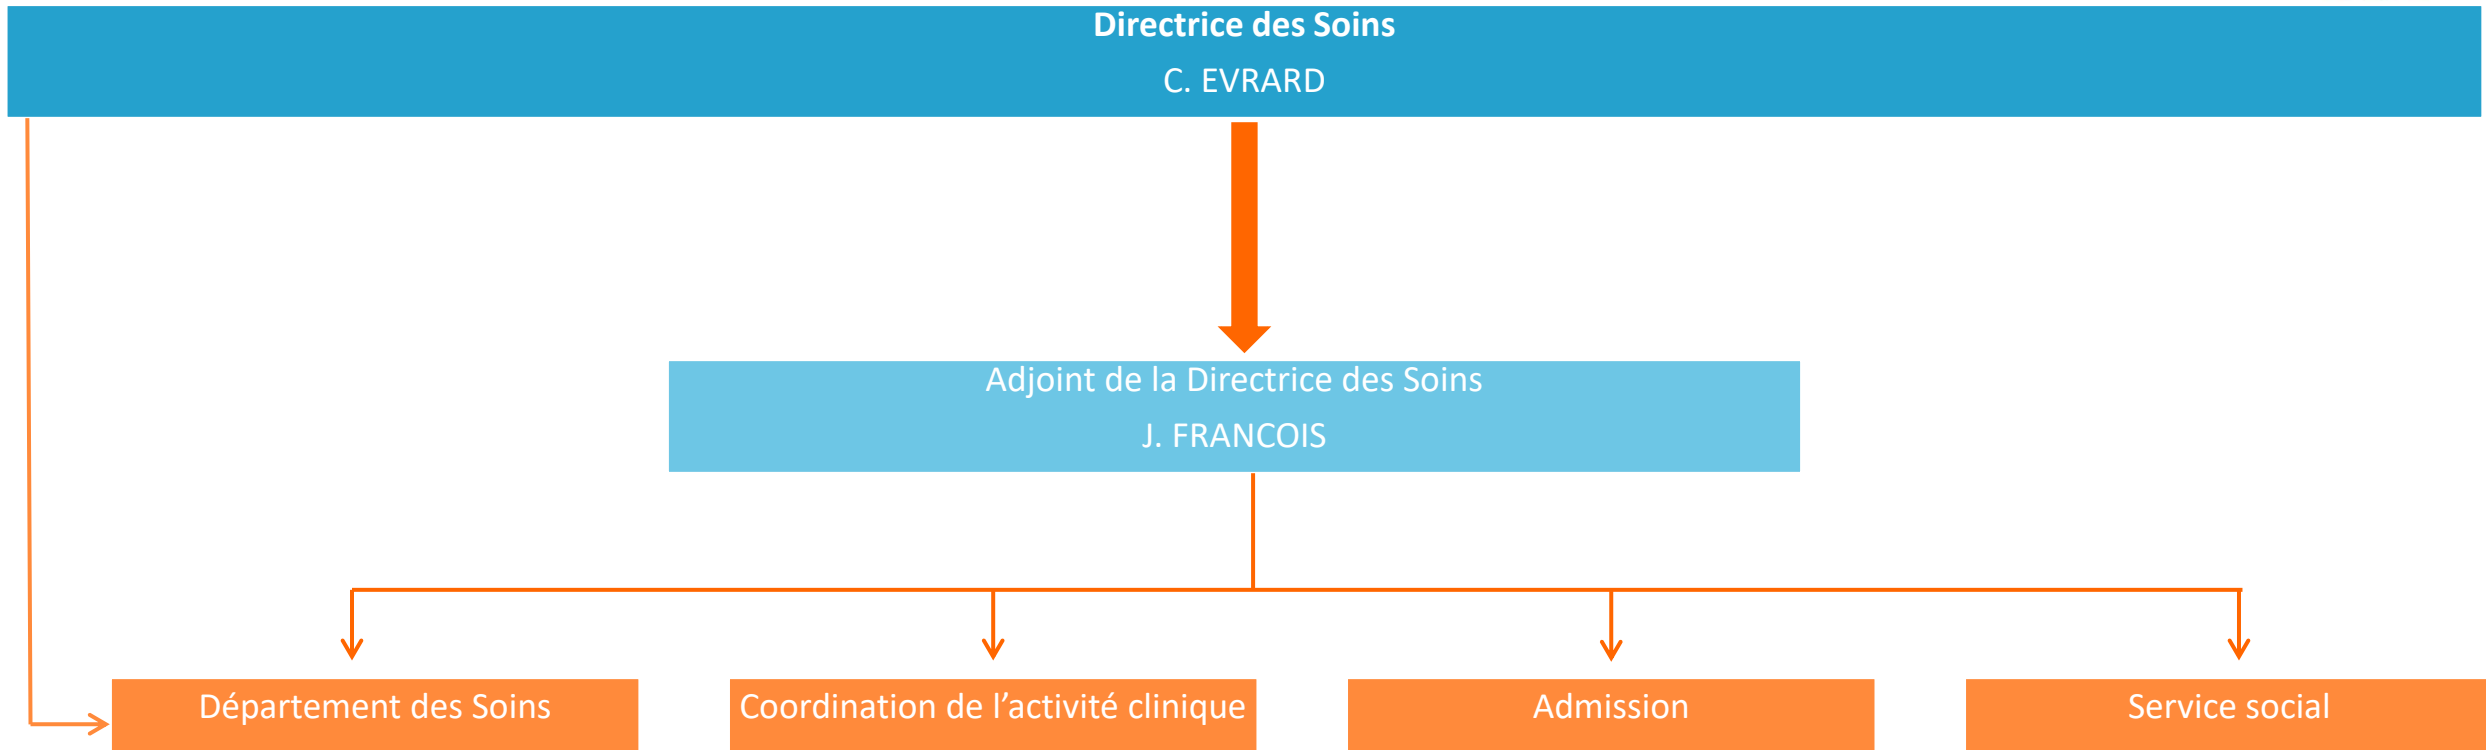 Directrice des Soins
C. EVRARD
Adjoint de la Directrice des Soins
J. FRANCOIS
Département des Soins
Coordination de l’activité clinique
Admission
Service social